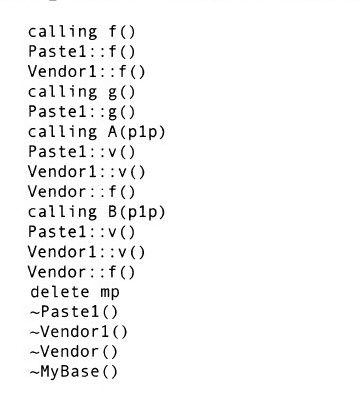 calling f()
Paste1::f()
Vendor1::f()
calling g()
Paste1::g()
calling A(p1p)
Paste1::v()
Vendor1::v()
Vendor::f()
calling B(p1p)
Paste1::v()
Vendor1::v()
Vendor::f()
delete mp
~Paste1()
~Vendor1()
~Vendor()
~MyBase()